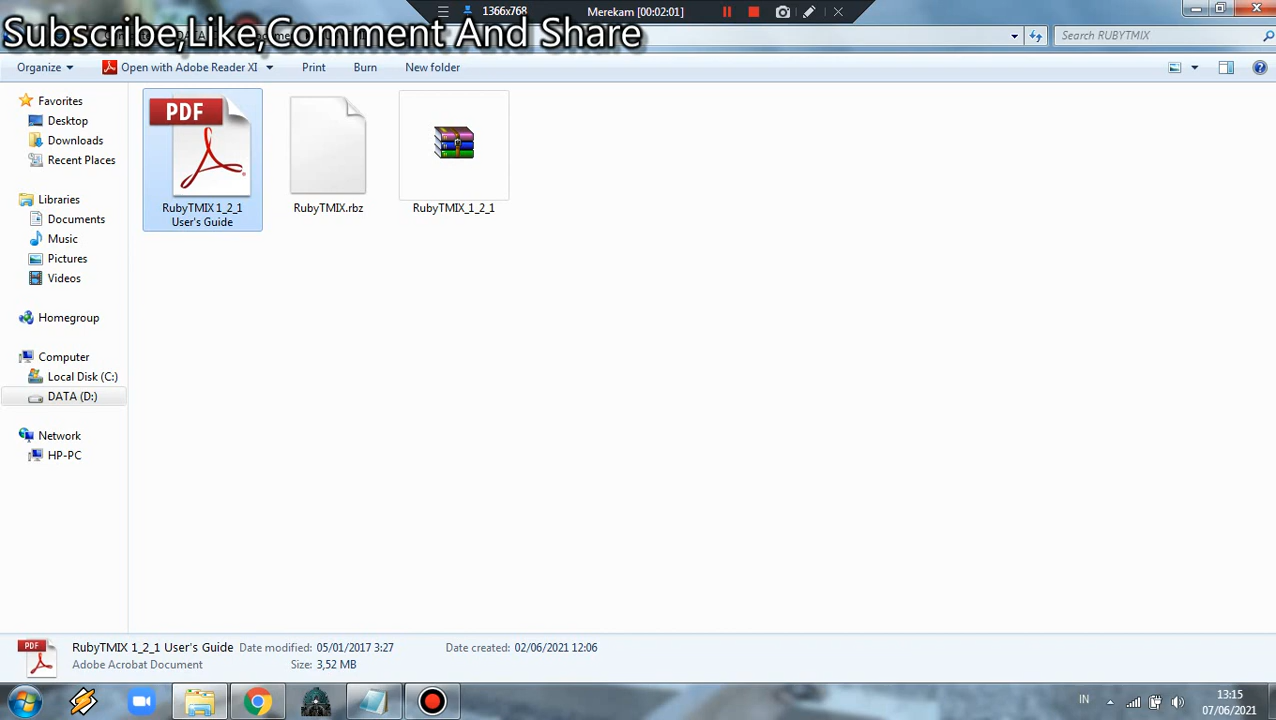 1366x768
Merekam [00:02:01]
Subscribe,Like,Comment And Share
Search RUBYTMIX
Organize
Open with Adobe Reader XI
Print
Burn
New folder
Favorites
Desktop
Downloads
Recent Places
Libraries
Documents
Music
Pictures
Videos
Homegroup
Computer
Local Disk (C:)
DATA (D:)
Network
HP-PC
PDF
RubyTMIX 1_2_1
User's Guide
RubyTMIX.rbz
RubyTMIX_1_2_1
PDF
RubyTMIX 1_2_1 User's Guide
Date modified: 05/01/2017 3:27
Date created: 02/06/2021 12:06
Adobe Acrobat Document
Size: 3,52 MB
IN
13:15
07/06/2021